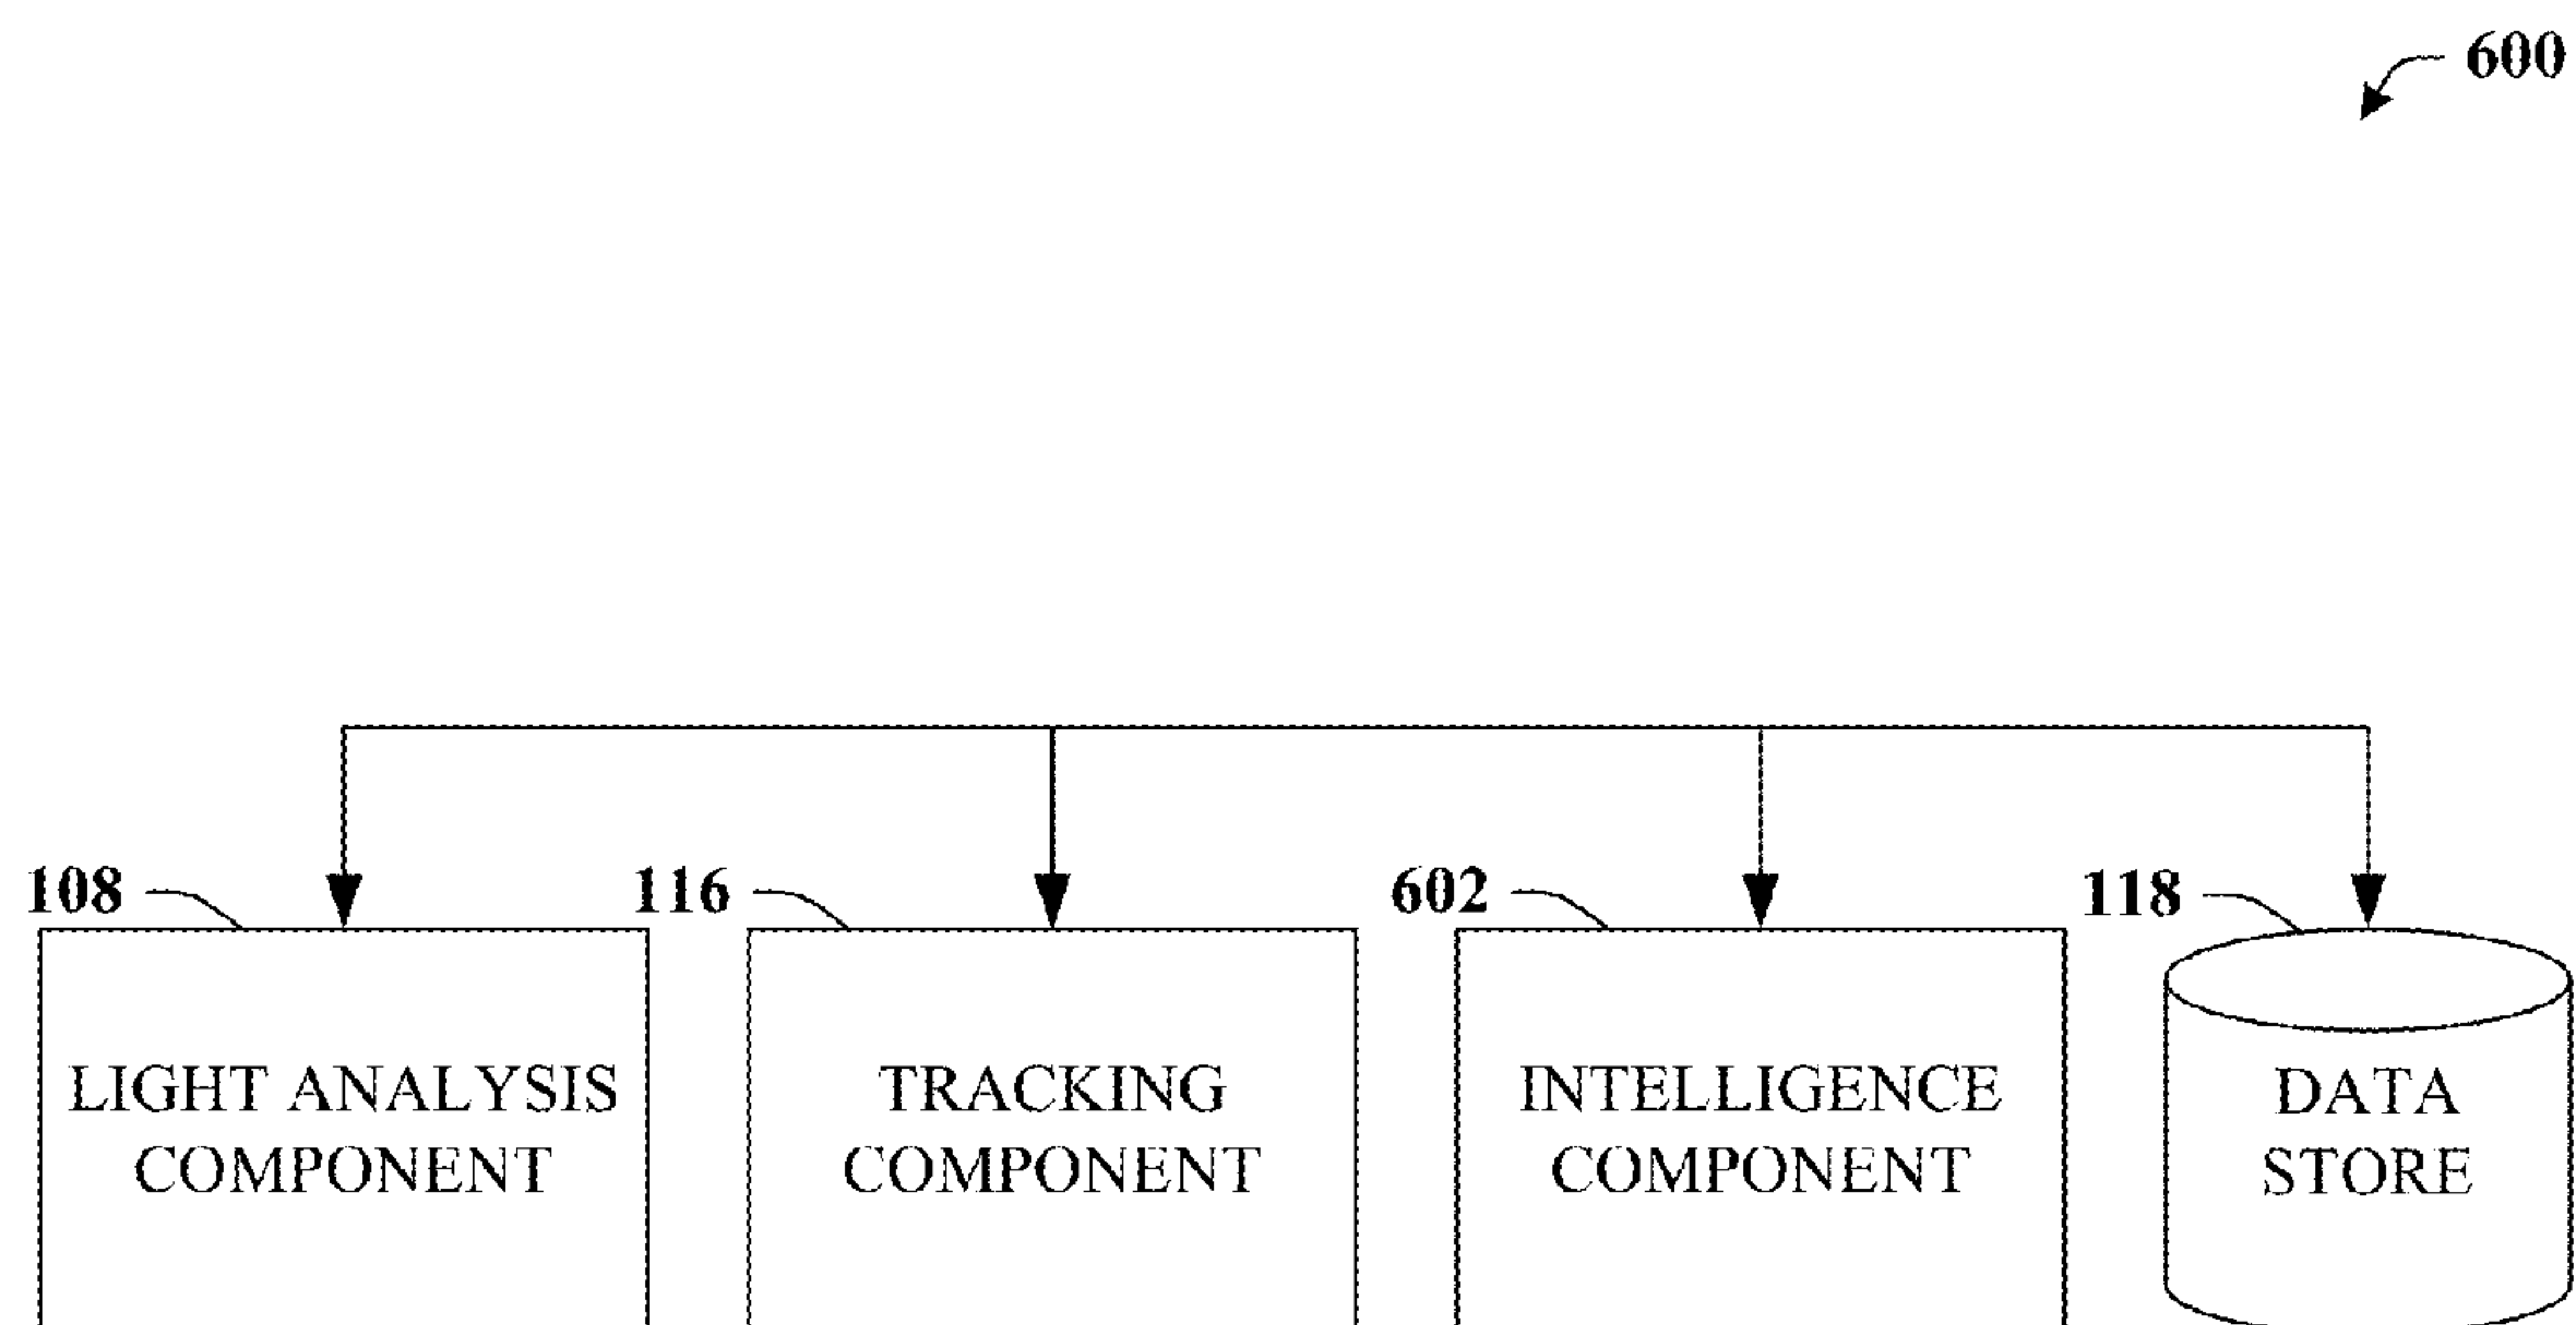 600
108
116
602
118
LIGHT ANALYSIS
COMPONENT
TRACKING
COMPONENT
INTELLIGENCE
COMPONENT
DATA
STORE